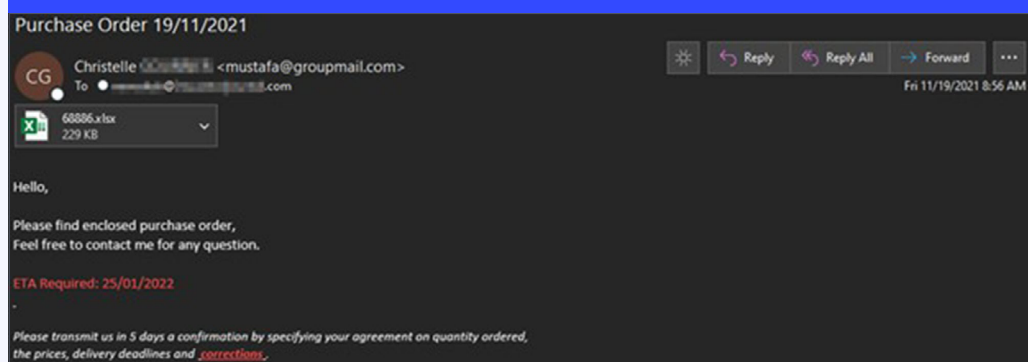 Purchase Order 19/11/2021
CG
Christelle <mustafa@groupmail.com>
Reply
Reply All
Forward
To .com
Fri 11/19/2021 8:56 AM
68886.xlsx
229 KB
Hello,
Please find enclosed purchase order,
Feel free to contact me for any question.
ETA Required: 25/01/2022
-
Please transmit us in 5 days a confirmation by specifying your agreement on quantity ordered,
the prices, delivery deadlines and corrections .